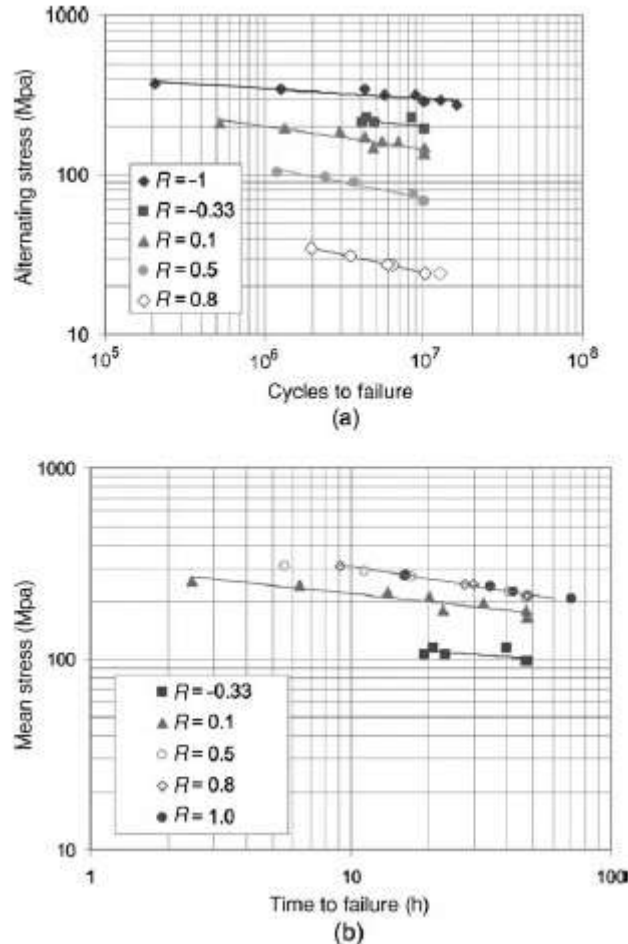 1000
100
10
Alternating stress (Mpa)
R=-1
R=-0.33
R=0.1
R=0.5
R=0.8
10⁵
10⁶
10⁷
10⁸
Cycles to failure
(a)
1000
100
10
Mean stress (Mpa)
R=-0.33
R=0.1
R=0.5
R=0.8
R=1.0
1
10
100
Time to failure (h)
(b)